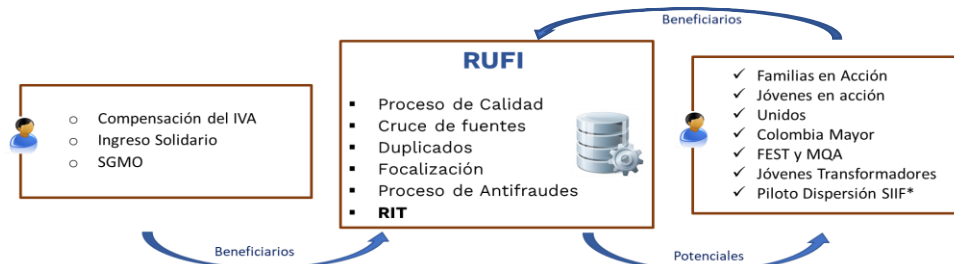 Beneficiarios
RUFI
Proceso de Calidad
Cruce de fuentes
Duplicados
Focalización
Proceso de Antifraudes
RIT
Compensación del IVA
Ingreso Solidario
SGMO
✓ Familias en Acción
✓ Jóvenes en acción
✓ Unidos
✓ Colombia Mayor
✓ FEST y MQA
✓ Jóvenes Transformadores
✓ Piloto Dispersión SIIF*
Beneficiarios
Potenciales